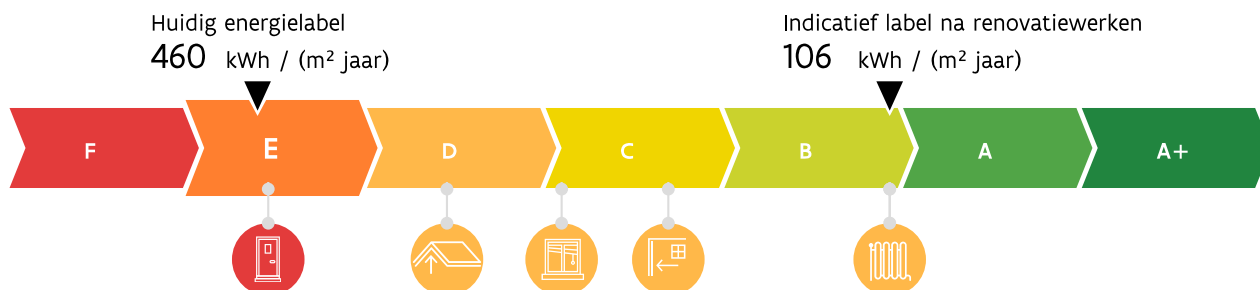 Huidig energielabel
460 kWh / (m² jaar)
Indicatief label na renovatiewerken
106 kWh / (m² jaar)
F E D C B A A+